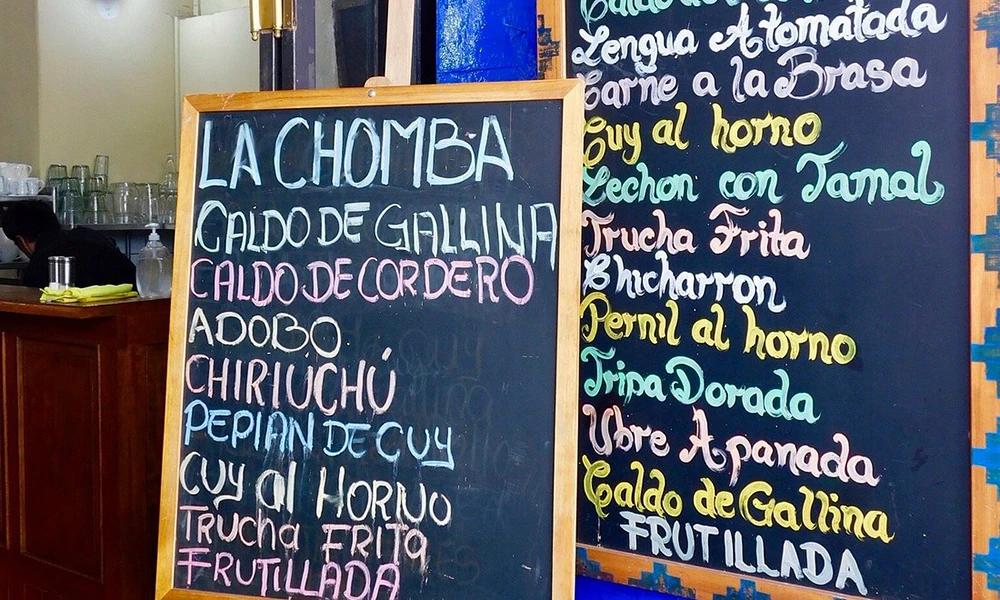 LA CHOMBA
CALDO DE GALLINA
CALDO DE CORDERO
ADOBO
CHIRIUCHÚ
PEPIAN DE CUY
CUY al HORNO
TRUCHA FRITA
FRUTILLADA
Lengua Atomatada
Carne a la Brasa
Cuy al horno
Lechon con Tamal
Trucha Frita
Chicharron
Pernil al horno
Tripa Dorada
Ubre Apanada
Caldo de Gallina
FRUTILLADA